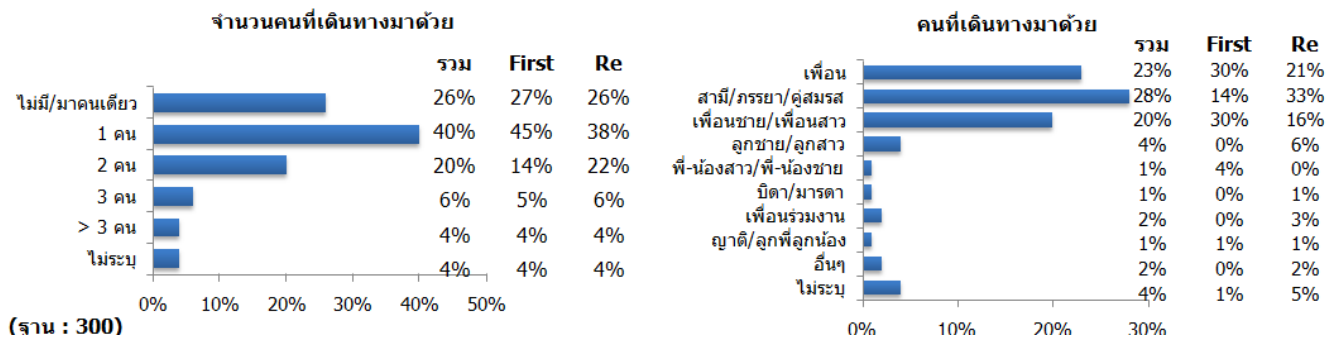 จำนวนคนที่เดินทางมาด้วย
รวม First Re
ไม่มี/มาคนเดียว 26% 27% 26%
1 คน 40% 45% 38%
2 คน 20% 14% 22%
3 คน 6% 5% 6%
> 3 คน 4% 4% 4%
ไม่ระบุ 4% 4% 4%
0% 10% 20% 30% 40% 50%
(ฐาน : 300)
คนที่เดินทางมาด้วย
รวม First Re
เพื่อน 23% 30% 21%
สามี/ภรรยา/คู่สมรส 28% 14% 33%
เพื่อนชาย/เพื่อนสาว 20% 30% 16%
ลูกชาย/ลูกสาว 4% 0% 6%
พี่-น้องสาว/พี่-น้องชาย 1% 4% 0%
บิดา/มารดา 1% 0% 1%
เพื่อนร่วมงาน 2% 0% 3%
ญาติ/ลูกพี่ลูกน้อง 1% 1% 1%
อื่นๆ 2% 0% 2%
ไม่ระบุ 4% 1% 5%
0% 10% 20% 30%